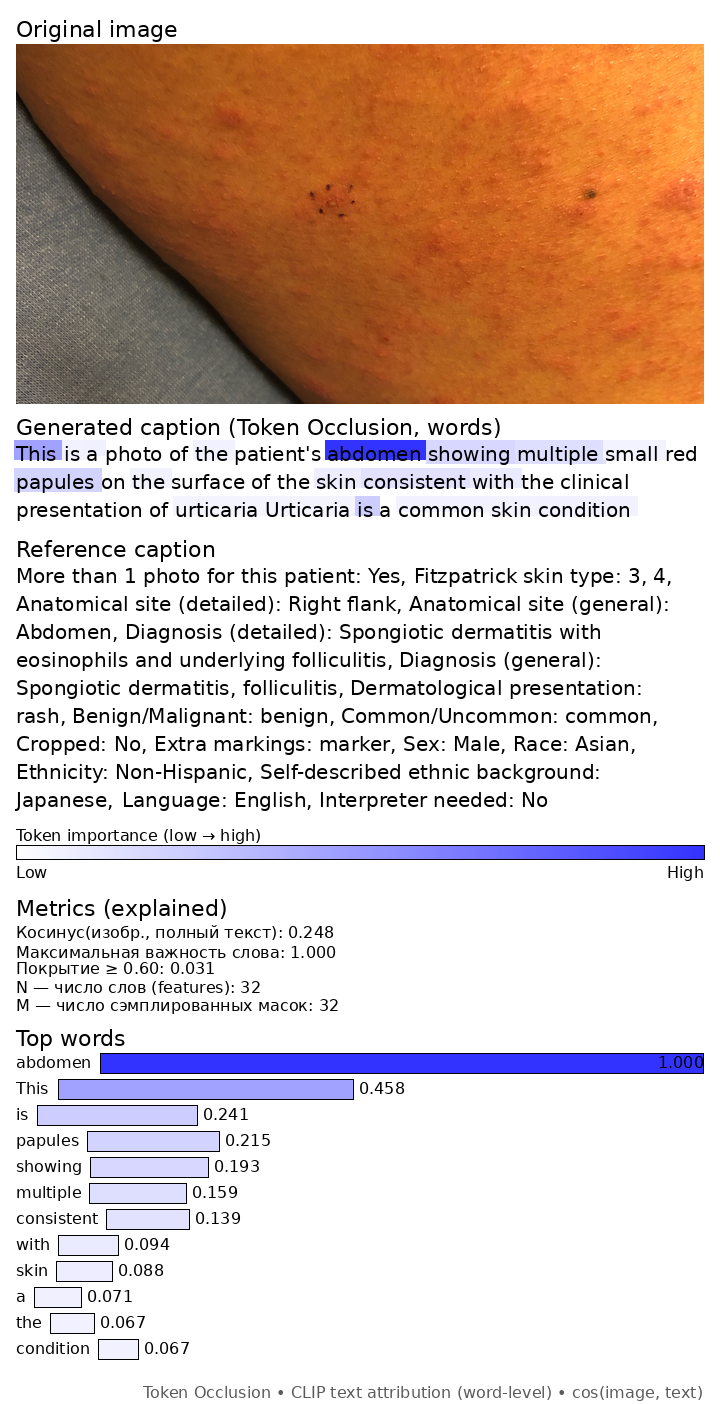 Original image
Generated caption (Token Occlusion, words)
This is a photo of the patient's abdomen showing multiple small red
papules on the surface of the skin consistent with the clinical
presentation of urticaria Urticaria is a common skin condition
Reference caption
More than 1 photo for this patient: Yes, Fitzpatrick skin type: 3, 4,
Anatomical site (detailed): Right flank, Anatomical site (general):
Abdomen, Diagnosis (detailed): Spongiotic dermatitis with
eosinophils and underlying folliculitis, Diagnosis (general):
Spongiotic dermatitis, folliculitis, Dermatological presentation:
rash, Benign/Malignant: benign, Common/Uncommon: common,
Cropped: No, Extra markings: marker, Sex: Male, Race: Asian,
Ethnicity: Non-Hispanic, Self-described ethnic background:
Japanese, Language: English, Interpreter needed: No
Token importance (low → high)
Low High
Metrics (explained)
Косинус(изобр., полный текст): 0.248
Максимальная важность слова: 1.000
Покрытие ≥ 0.60: 0.031
N — число слов (features): 32
M — число сэмплированных масок: 32
Top words
abdomen 1.000
This 0.458
is 0.241
papules 0.215
showing 0.193
multiple 0.159
consistent 0.139
with 0.094
skin 0.088
a 0.071
the 0.067
condition 0.067
Token Occlusion • CLIP text attribution (word-level) • cos(image, text)